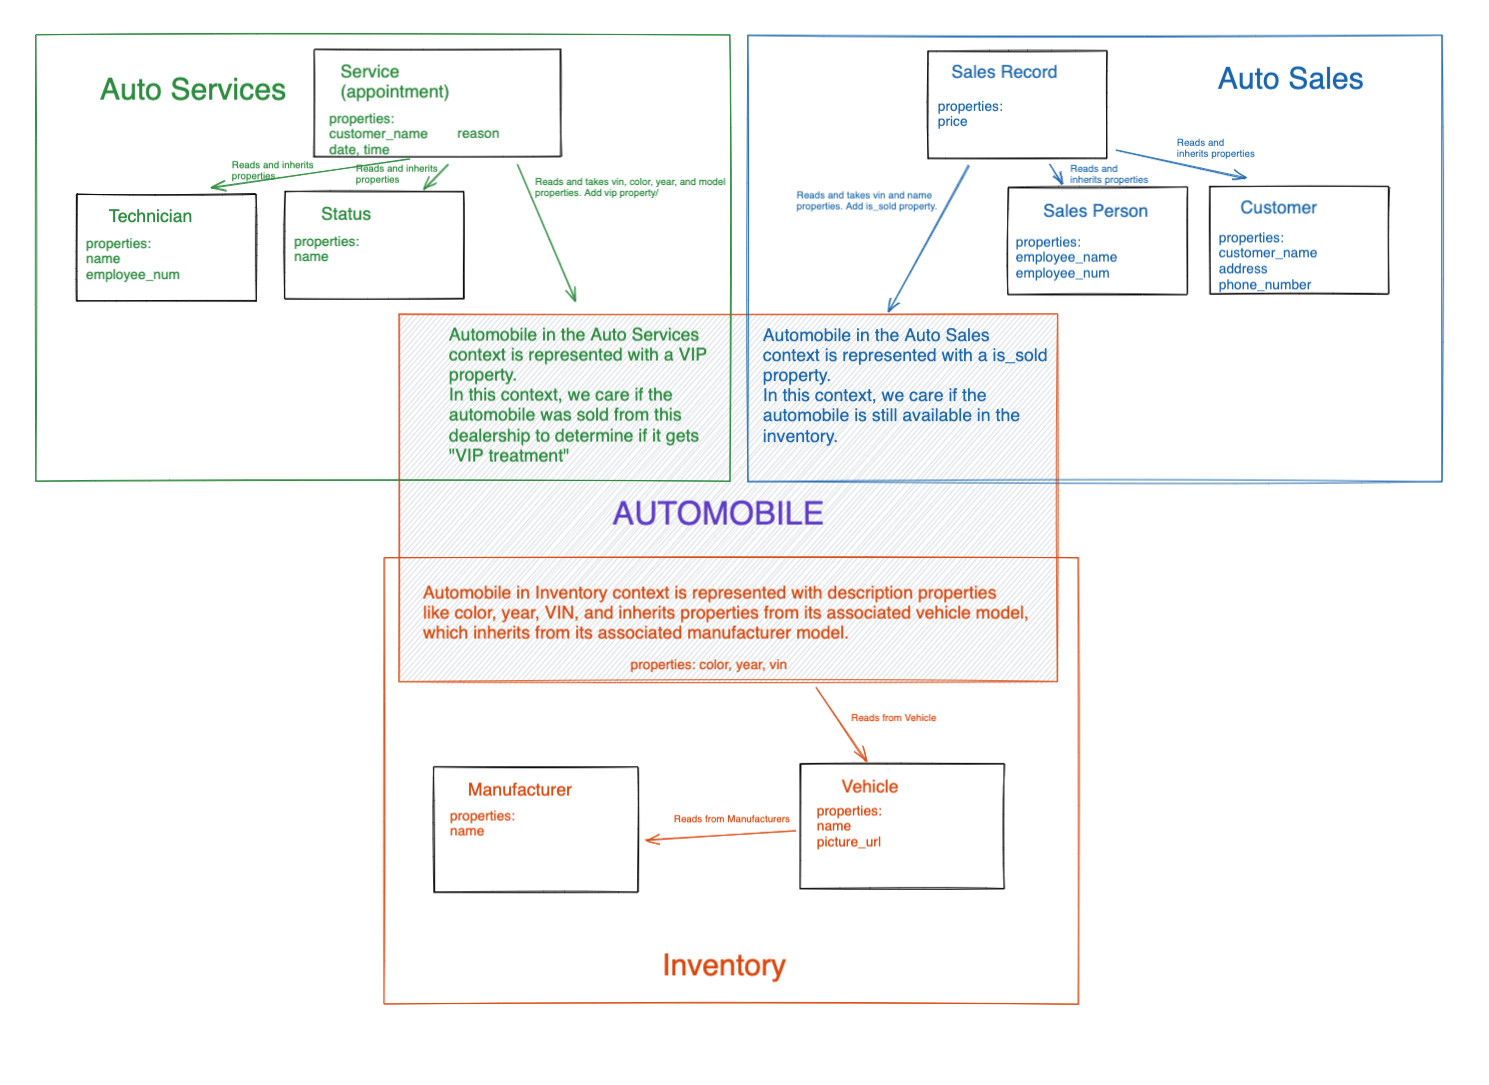 Auto Services
Service
(appointment)
properties:
customer_name reason
date, time
Reads and inherits
properties
Reads and inherits
properties
Reads and takes vin, color, year, and model
properties. Add vip property/
Technician
properties:
name
employee_num
Status
properties:
name
Auto Sales
Sales Record
properties:
price
Reads and takes vin and name
properties. Add is_sold property.
Reads and
inherits properties
Reads and
inherits properties
Sales Person
properties:
employee_name
employee_num
Customer
properties:
customer_name
address
phone_number
Automobile in the Auto Services
context is represented with a VIP
property.
In this context, we care if the
automobile was sold from this
dealership to determine if it gets
"VIP treatment"
Automobile in the Auto Sales
context is represented with a is_sold
property.
In this context, we care if the
automobile is still available in the
inventory.
AUTOMOBILE
Automobile in Inventory context is represented with description properties
like color, year, VIN, and inherits properties from its associated vehicle model,
which inherits from its associated manufacturer model.
properties: color, year, vin
Reads from Vehicle
Manufacturer
properties:
name
Reads from Manufacturers
Vehicle
properties:
name
picture_url
Inventory